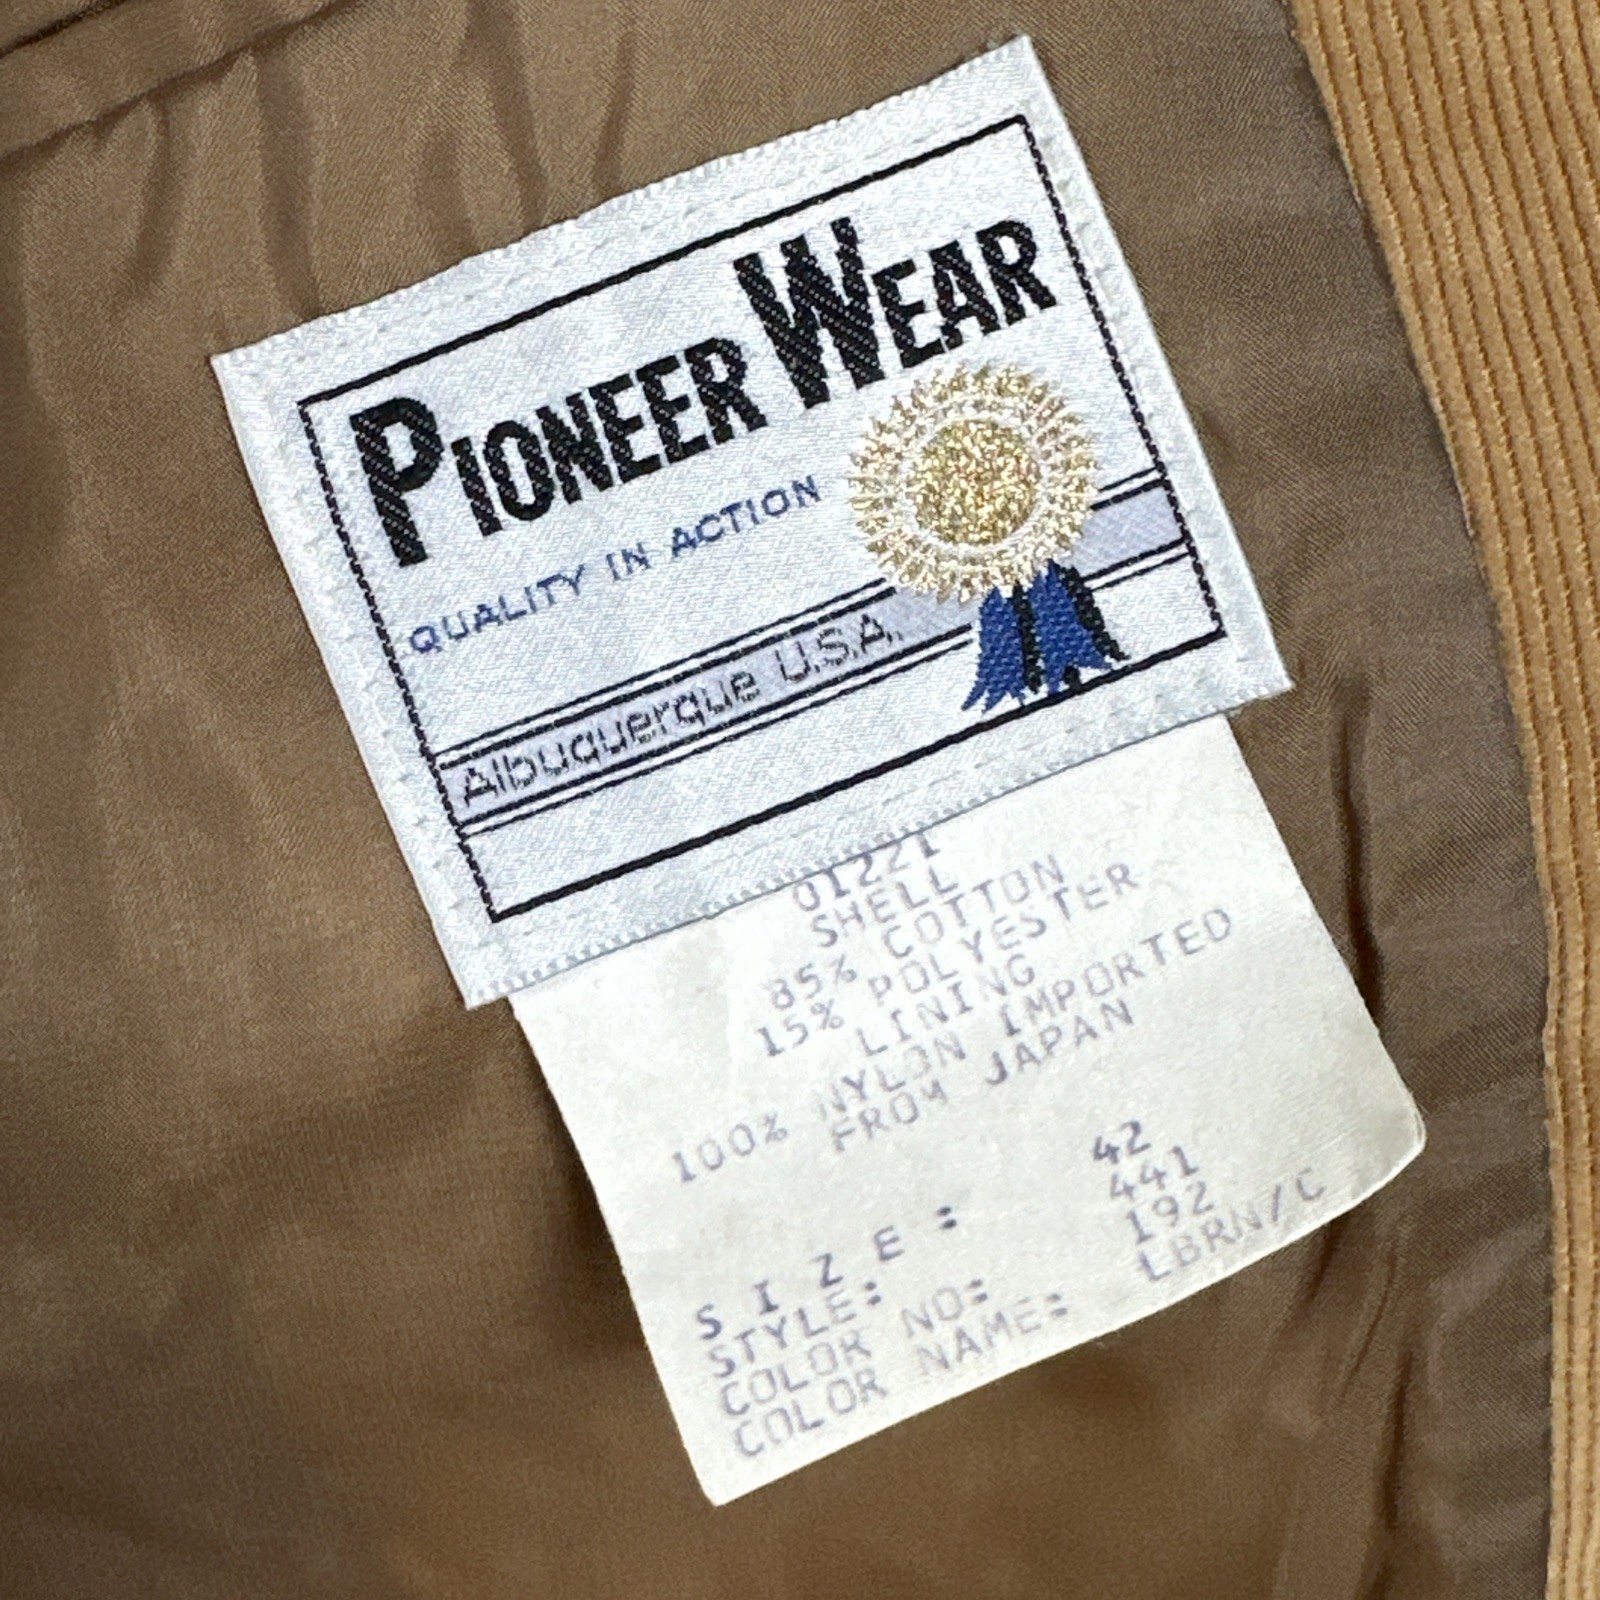 PIONEER WEAR
QUALITY IN ACTION
Albuquerque U.S.A.
01221
SHELL
85% COTTON
15% POLYESTER
LINING
100% NYLON IMPORTED
FROM JAPAN
S I Z E : 42
STYLE: 441
COLOR NO: 192
COLOR NAME: LBRN/C